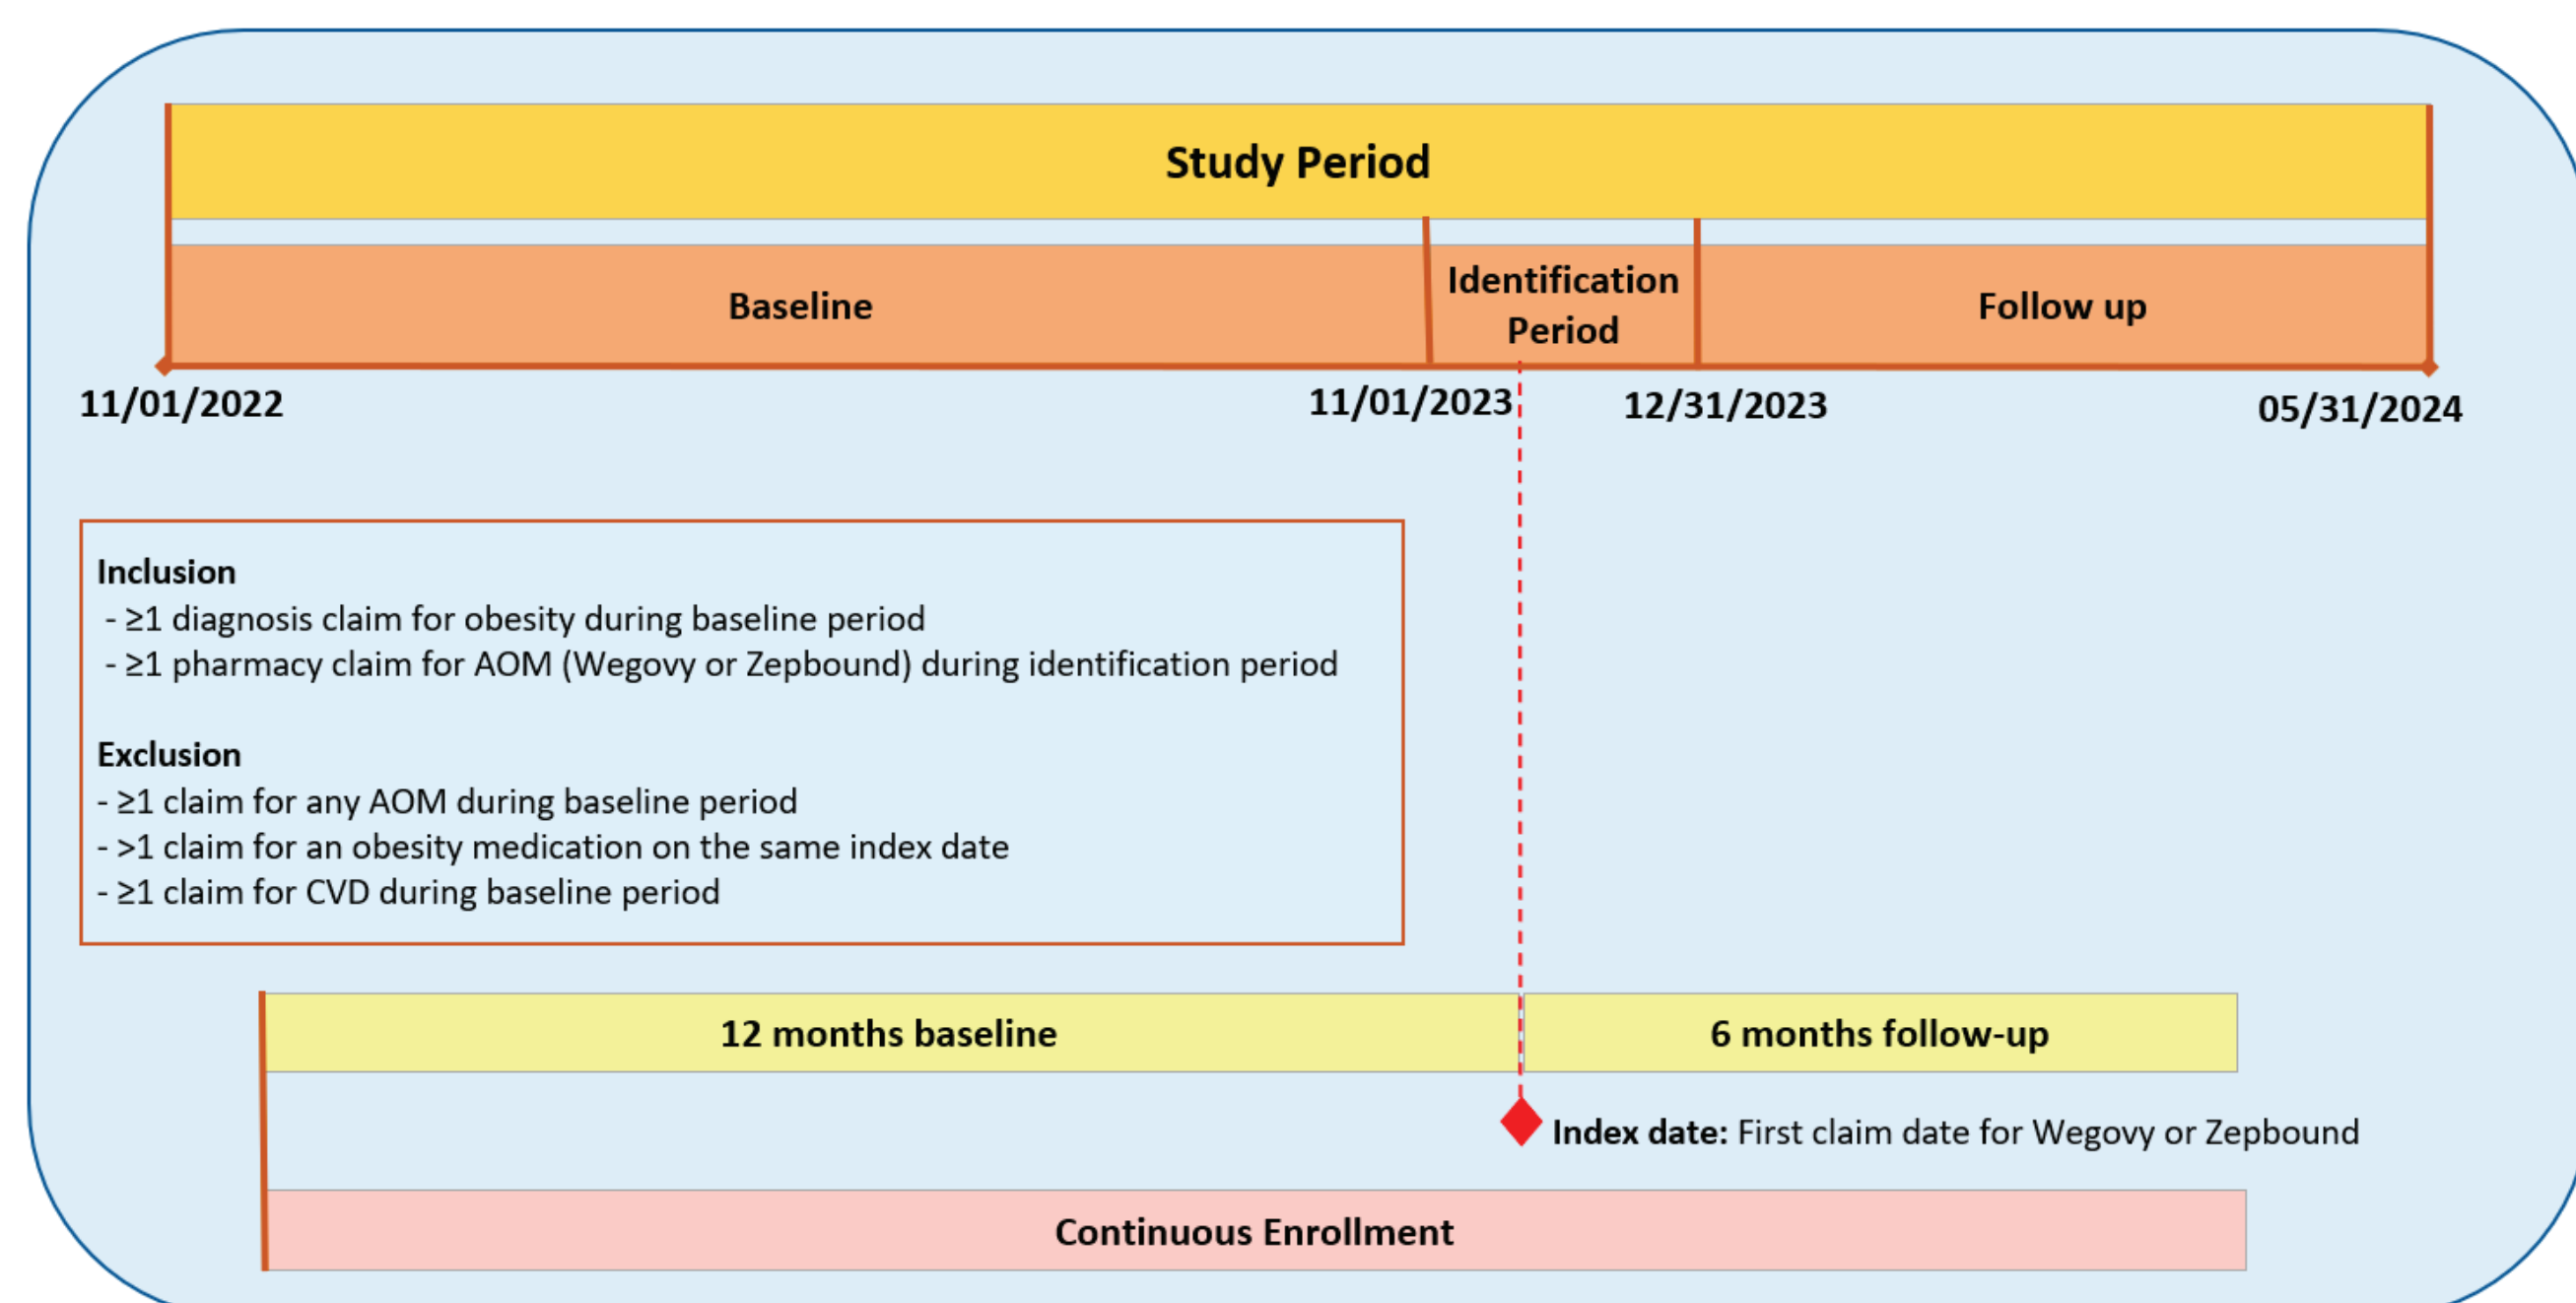 Study Period
Baseline
Identification
Period
Follow up
11/01/2022
11/01/2023
12/31/2023
05/31/2024
Inclusion
- ≥1 diagnosis claim for obesity during baseline period
- ≥1 pharmacy claim for AOM (Wegovy or Zepbound) during identification period
Exclusion
- ≥1 claim for any AOM during baseline period
- >1 claim for an obesity medication on the same index date
- ≥1 claim for CVD during baseline period
12 months baseline
6 months follow-up
Index date: First claim date for Wegovy or Zepbound
Continuous Enrollment